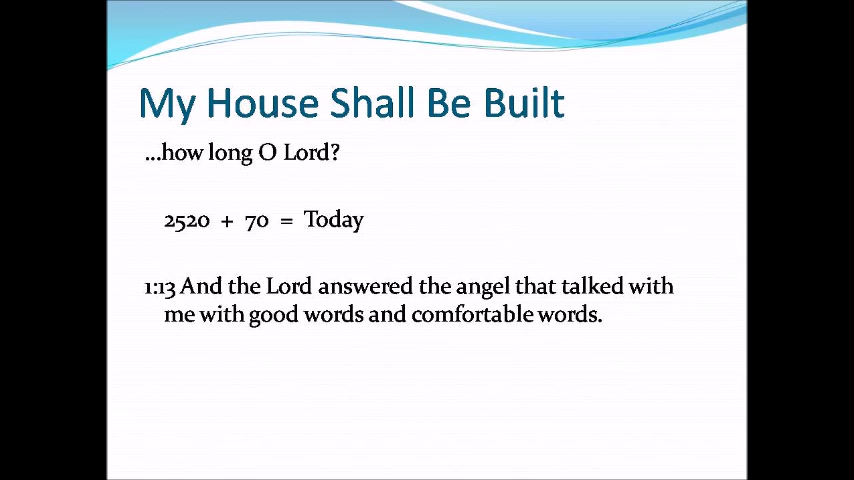 My House Shall Be Built
...how long O Lord?
2520 + 70 = Today
1:13 And the Lord answered the angel that talked with
me with good words and comfortable words.